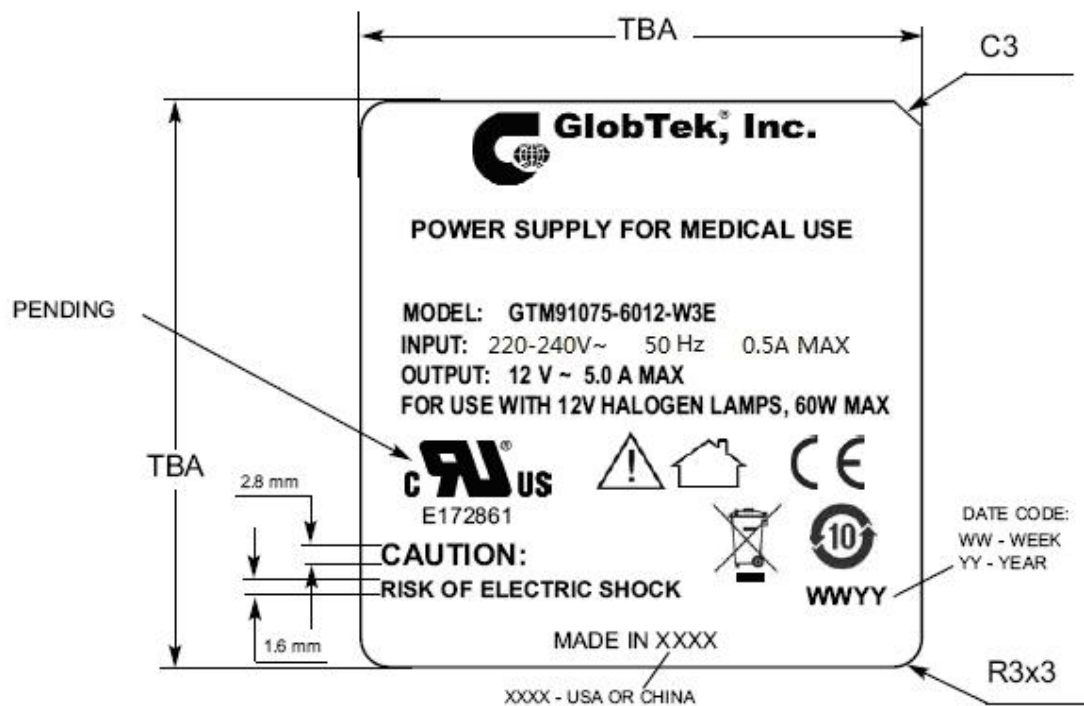 TBA
C3
GlobTek,® Inc.
POWER SUPPLY FOR MEDICAL USE
PENDING
MODEL: GTM91075-6012-W3E
INPUT: 220-240V~ 50 Hz 0.5A MAX
OUTPUT: 12 V ~ 5.0 A MAX
FOR USE WITH 12V HALOGEN LAMPS, 60W MAX
TBA
C RU® US
E172861
!
CE
2.8 mm
10
DATE CODE:
WW - WEEK
YY - YEAR
CAUTION:
RISK OF ELECTRIC SHOCK
WWYY
1.6 mm
MADE IN XXXX
R3x3
XXXX - USA OR CHINA